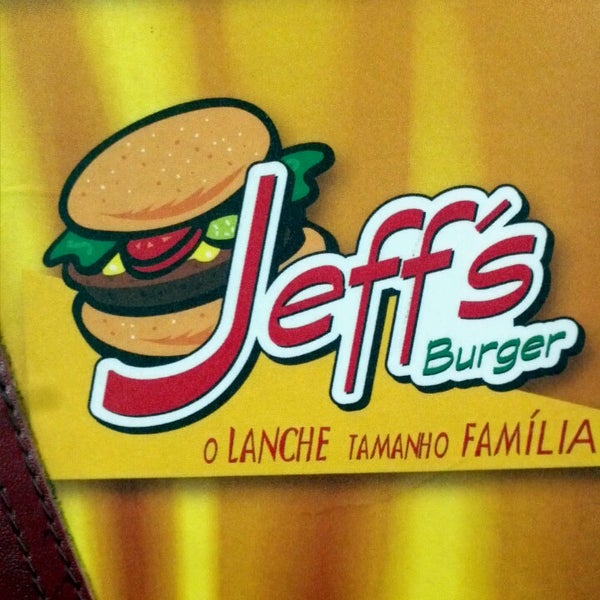 Jeff's
Burger
O LANCHE TAMANHO FAMÍLIA